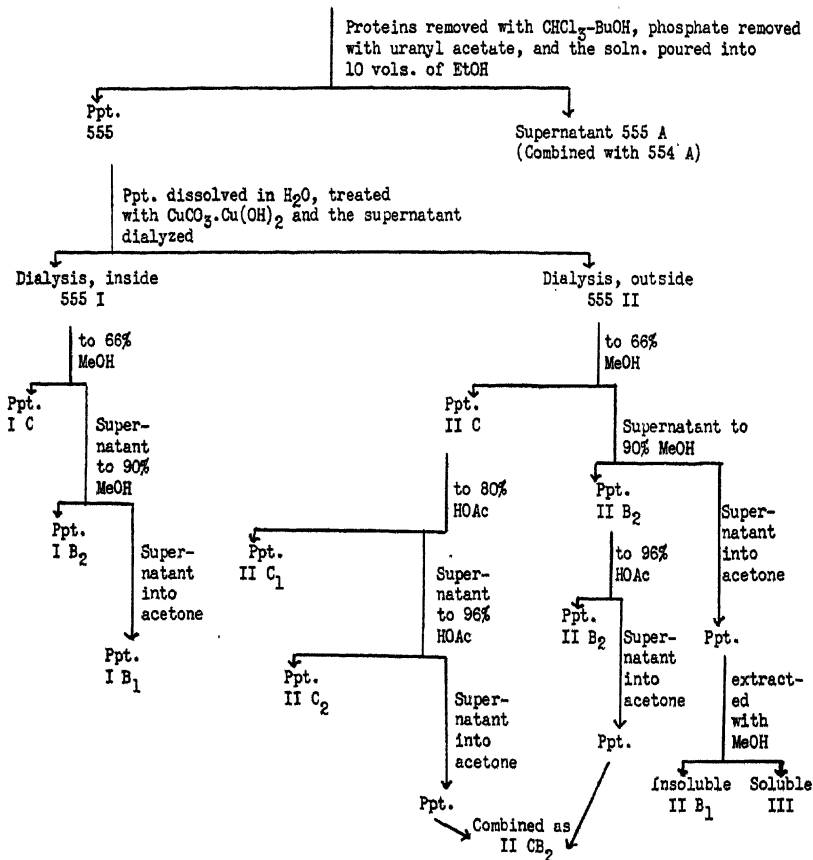 Proteins removed with CHCl3-BuOH, phosphate removed
with uranyl acetate, and the soln. poured into
10 vols. of EtOH
Ppt.
555
Supernatant 555 A
(Combined with 554 A)
Ppt. dissolved in H2O, treated
with CuCO3.Cu(OH)2 and the supernatant
dialyzed
Dialysis, inside
555 I
Dialysis, outside
555 II
to 66%
MeOH
Ppt.
I C
Super-
natant
to 90%
MeOH
Ppt.
I B2
Super-
natant
into
acetone
Ppt.
I B1
to 66%
MeOH
Ppt.
II C
to 80%
HOAc
Ppt.
II C1
Super-
natant
to 96%
HOAc
Ppt.
II C2
Super-
natant
into
acetone
Ppt.
Supernatant to
90% MeOH
Ppt.
II B2
to 96%
HOAc
Ppt.
II B2
Super-
natant
into
acetone
Ppt.
Combined as
II CB2
Super-
natant
into
acetone
Ppt.
extract-
ed
with
MeOH
Insoluble
II B1
Soluble
III